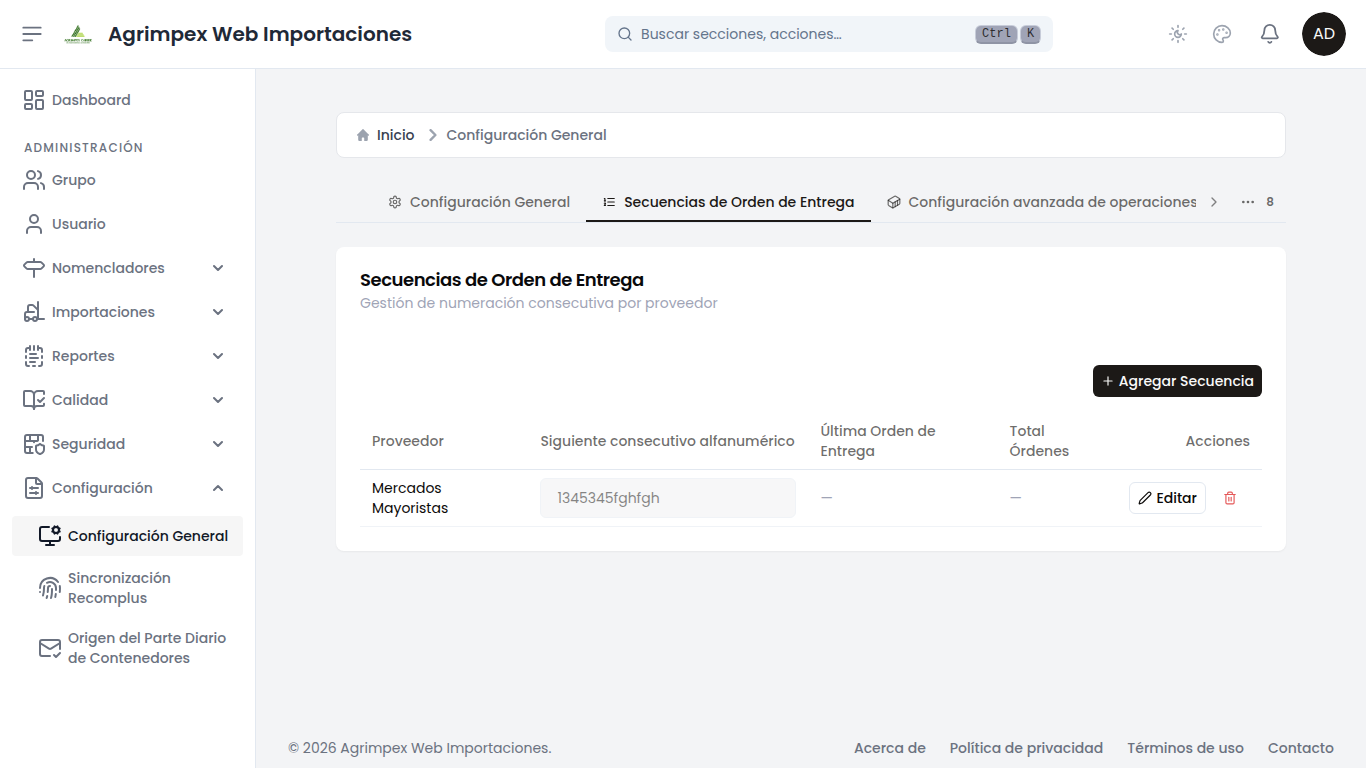 Agrimpex Web Importaciones
Buscar secciones, acciones...
Ctrl K
AD
Dashboard
ADMINISTRACIÓN
Grupo
Usuario
Nomencladores
Importaciones
Reportes
Calidad
Seguridad
Configuración
Configuración General
Sincronización
Recomplus
Origen del Parte Diario
de Contenedores
Inicio
Configuración General
Configuración General
Secuencias de Orden de Entrega
Configuración avanzada de operaciones
··· 8
Secuencias de Orden de Entrega
Gestión de numeración consecutiva por proveedor
+ Agregar Secuencia
Proveedor
Siguiente consecutivo alfanumérico
Última Orden de
Entrega
Total
Órdenes
Acciones
Mercados
Mayoristas
1345345fghfgh
—
—
Editar
© 2026 Agrimpex Web Importaciones.
Acerca de
Política de privacidad
Términos de uso
Contacto